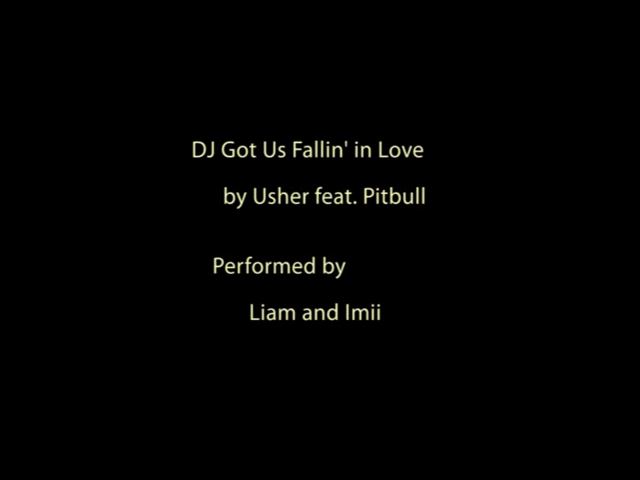 DJ Got Us Fallin' in Love
by Usher feat. Pitbull
Performed by
Liam and Imii